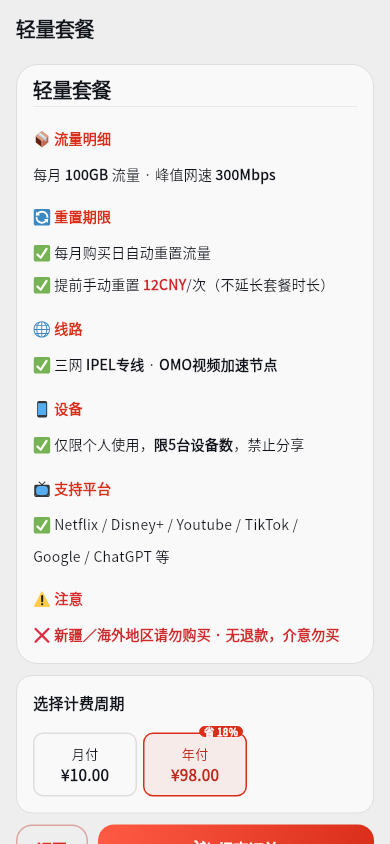 轻量套餐
轻量套餐
流量明细
每月 100GB 流量 · 峰值网速 300Mbps
重置期限
每月购买日自动重置流量
提前手动重置 12CNY/次（不延长套餐时长）
线路
三网 IPEL专线 · OMO视频加速节点
设备
仅限个人使用，限5台设备数，禁止分享
支持平台
Netflix / Disney+ / Youtube / TikTok /
Google / ChatGPT 等
注意
新疆／海外地区请勿购买 · 无退款，介意勿买
选择计费周期
省 18%
月付
年付
¥10.00
¥98.00